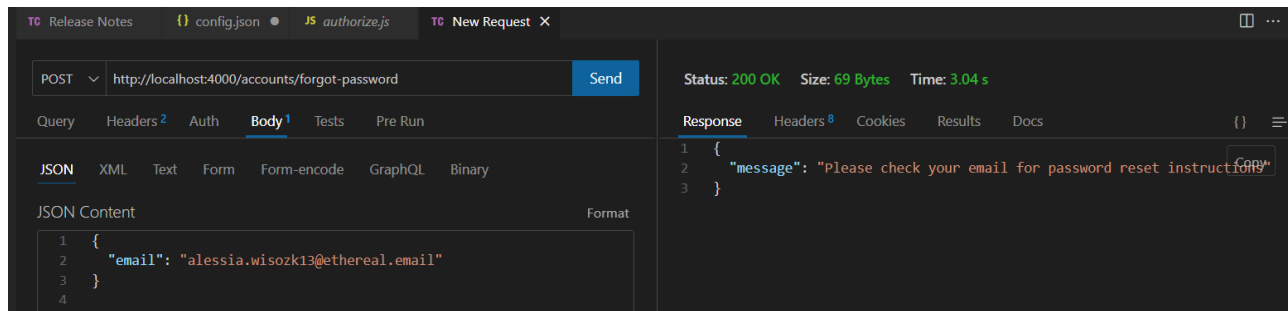 TC Release Notes {} config.json ● JS authorize.js TC New Request ×
POST http://localhost:4000/accounts/forgot-password Send
Query Headers 2 Auth Body 1 Tests Pre Run
JSON XML Text Form Form-encode GraphQL Binary
JSON Content Format
1 {
2 "email": "alessia.wisozk13@ethereal.email"
3 }
4
Status: 200 OK Size: 69 Bytes Time: 3.04 s
Response Headers 8 Cookies Results Docs {}
1 {
2 "message": "Please check your email for password reset instructions"
Copy
3 }